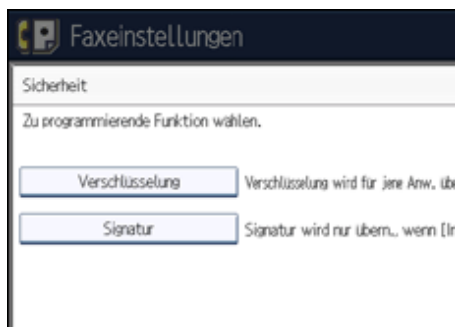 Faxeinstellungen
Sicherheit
Zu programmierende Funktion wählen.
Verschlüsselung Verschlüsselung wird für jene Anw. übe
Signatur Signatur wird nur übern., wenn [In